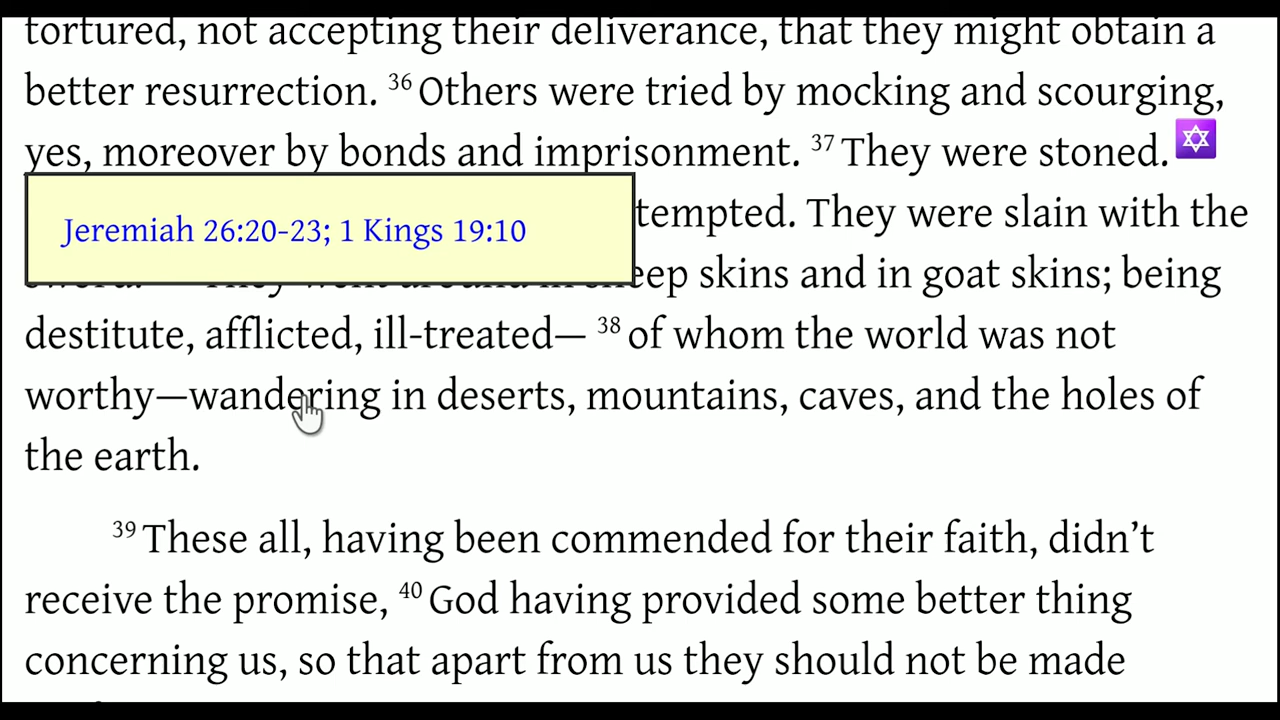 tortured, not accepting their deliverance, that they might obtain a
better resurrection. 36 Others were tried by mocking and scourging,
yes, moreover by bonds and imprisonment. 37 They were stoned.
Jeremiah 26:20-23; 1 Kings 19:10
tempted. They were slain with the
skins and in goat skins; being
destitute, afflicted, ill-treated— 38 of whom the world was not
worthy—wandering in deserts, mountains, caves, and the holes of
the earth.
39 These all, having been commended for their faith, didn’t
receive the promise, 40 God having provided some better thing
concerning us, so that apart from us they should not be made